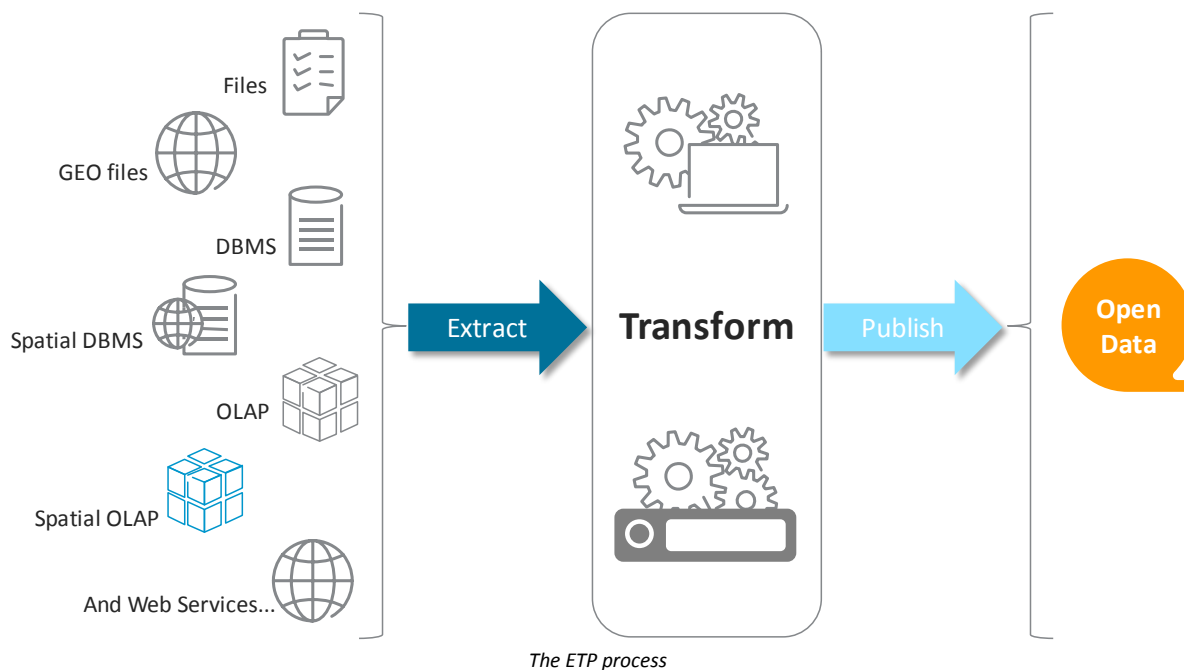 Files
GEO files
DBMS
Spatial DBMS
OLAP
Spatial OLAP
And Web Services...
Extract
Transform
Publish
Open
Data
The ETP process